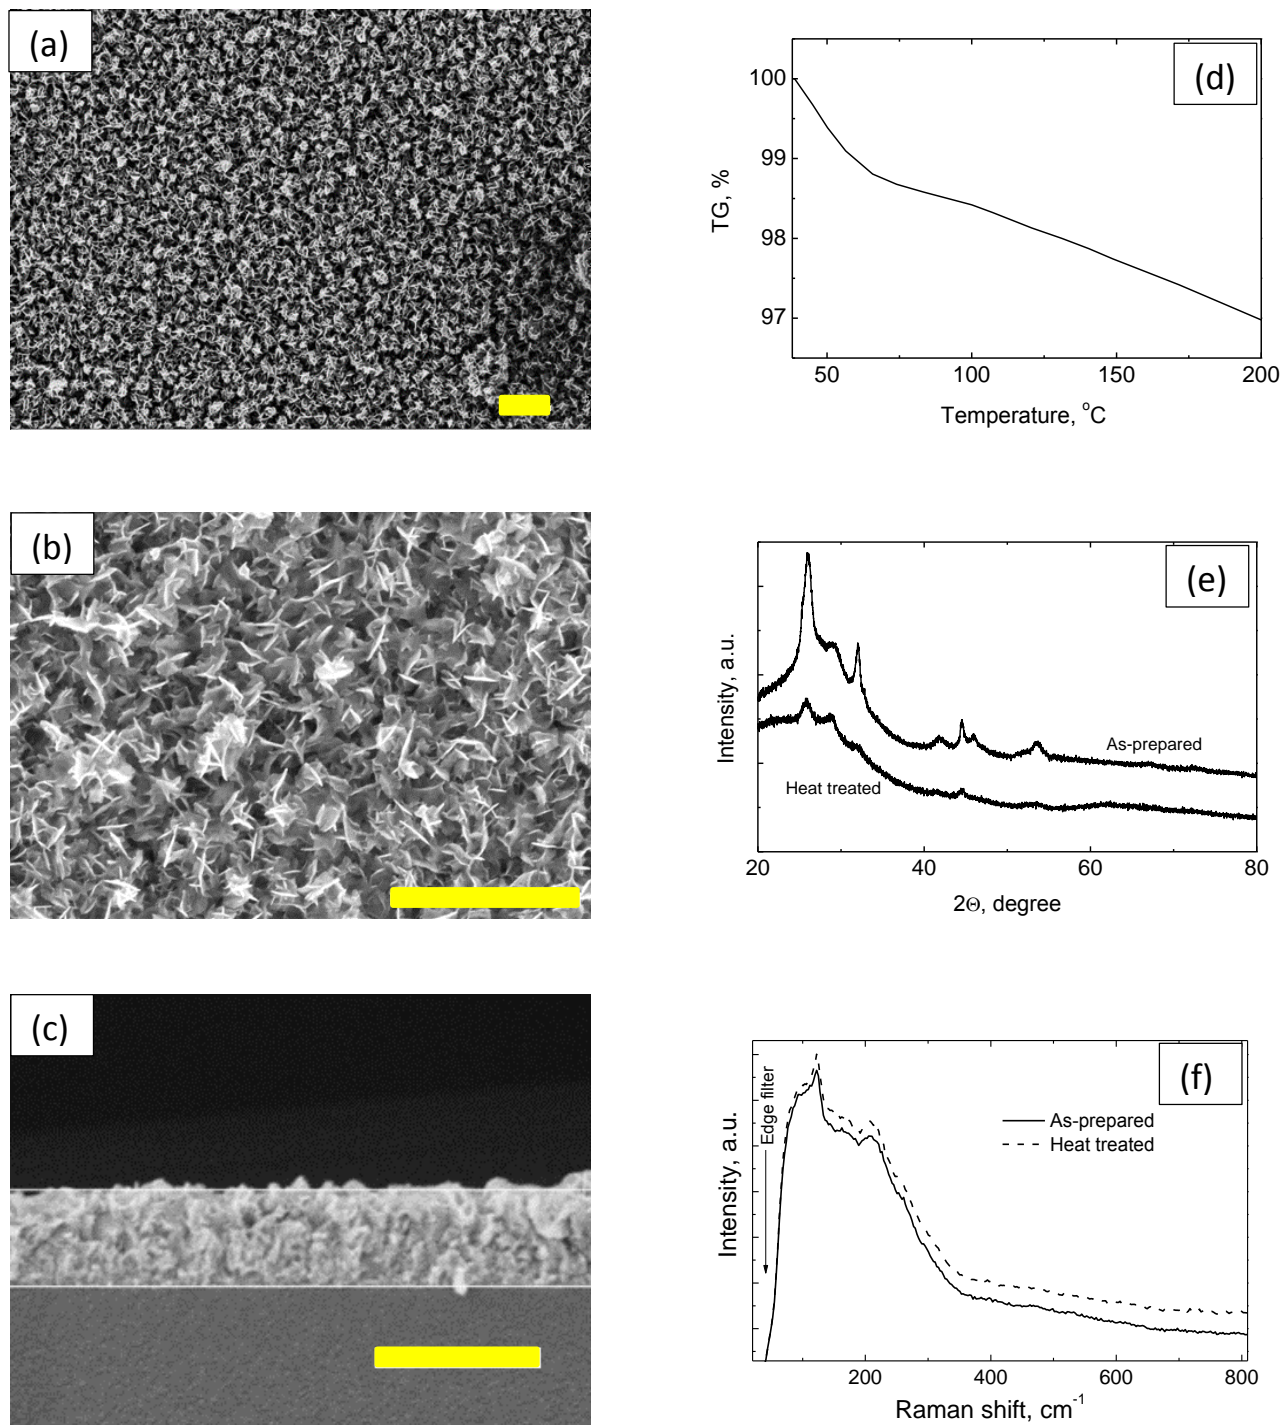 (a)
(d)
100
99
98
97
TG, %
50
100
150
200
Temperature, °C
(b)
(e)
Intensity, a.u.
As-prepared
Heat treated
20
40
60
80
2Θ, degree
(c)
(f)
Edge filter
As-prepared
Heat treated
Intensity, a.u.
200
400
600
800
Raman shift, cm⁻¹